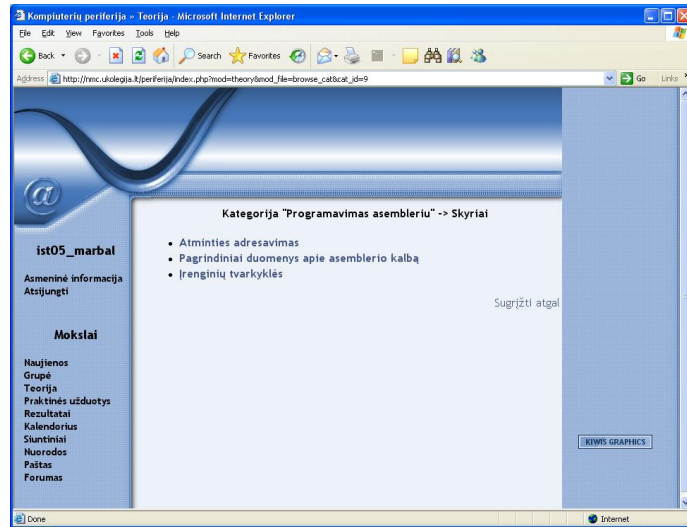 Kompiuterių periferija » Teorija - Microsoft Internet Explorer
File Edit View Favorites Tools Help
Back Search Favorites
Address http://nmc.ukolegija.lt/periferija/index.php?mod=theory&mod_file=browse_cat&cat_id=9 Go Links
@
Kategorija "Programavimas asembleriu" -> Skyriai
ist05_marbal
Atminties adresavimas
Pagrindiniai duomenys apie asemblerio kalbą
Įrenginių tvarkyklės
Asmeninė informacija
Atsijungti
Sugrįžti atgal
Mokslai
Naujienos
Grupė
Teorija
Praktinės užduotys
Rezultatai
Kalendorius
Siuntiniai
Nuorodos
Paštas
Forumas
KIWIS GRAPHICS
Done Internet